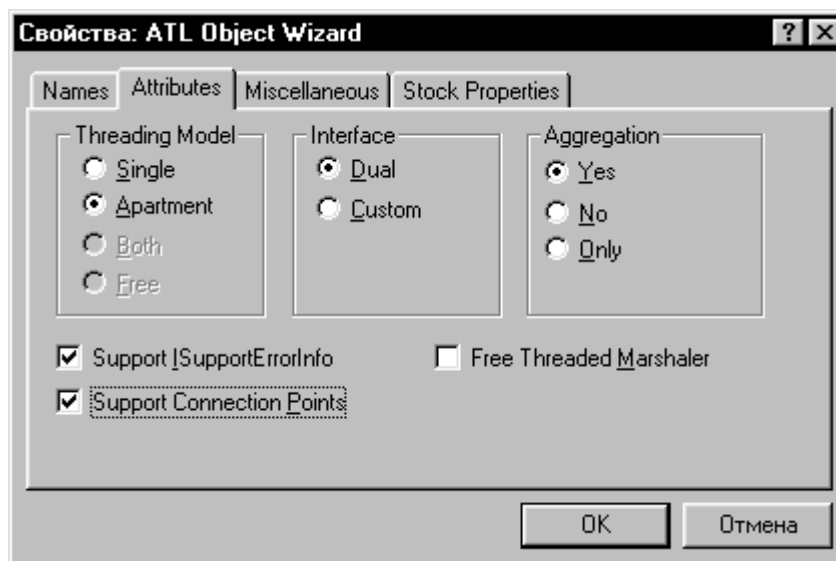 Свойства: ATL Object Wizard
Names Attributes Miscellaneous Stock Properties
Threading Model Interface Aggregation
Single Dual Yes
Apartment Custom No
Both Only
Free
Support ISupportErrorInfo Free Threaded Marshaler
Support Connection Points
OK Отмена